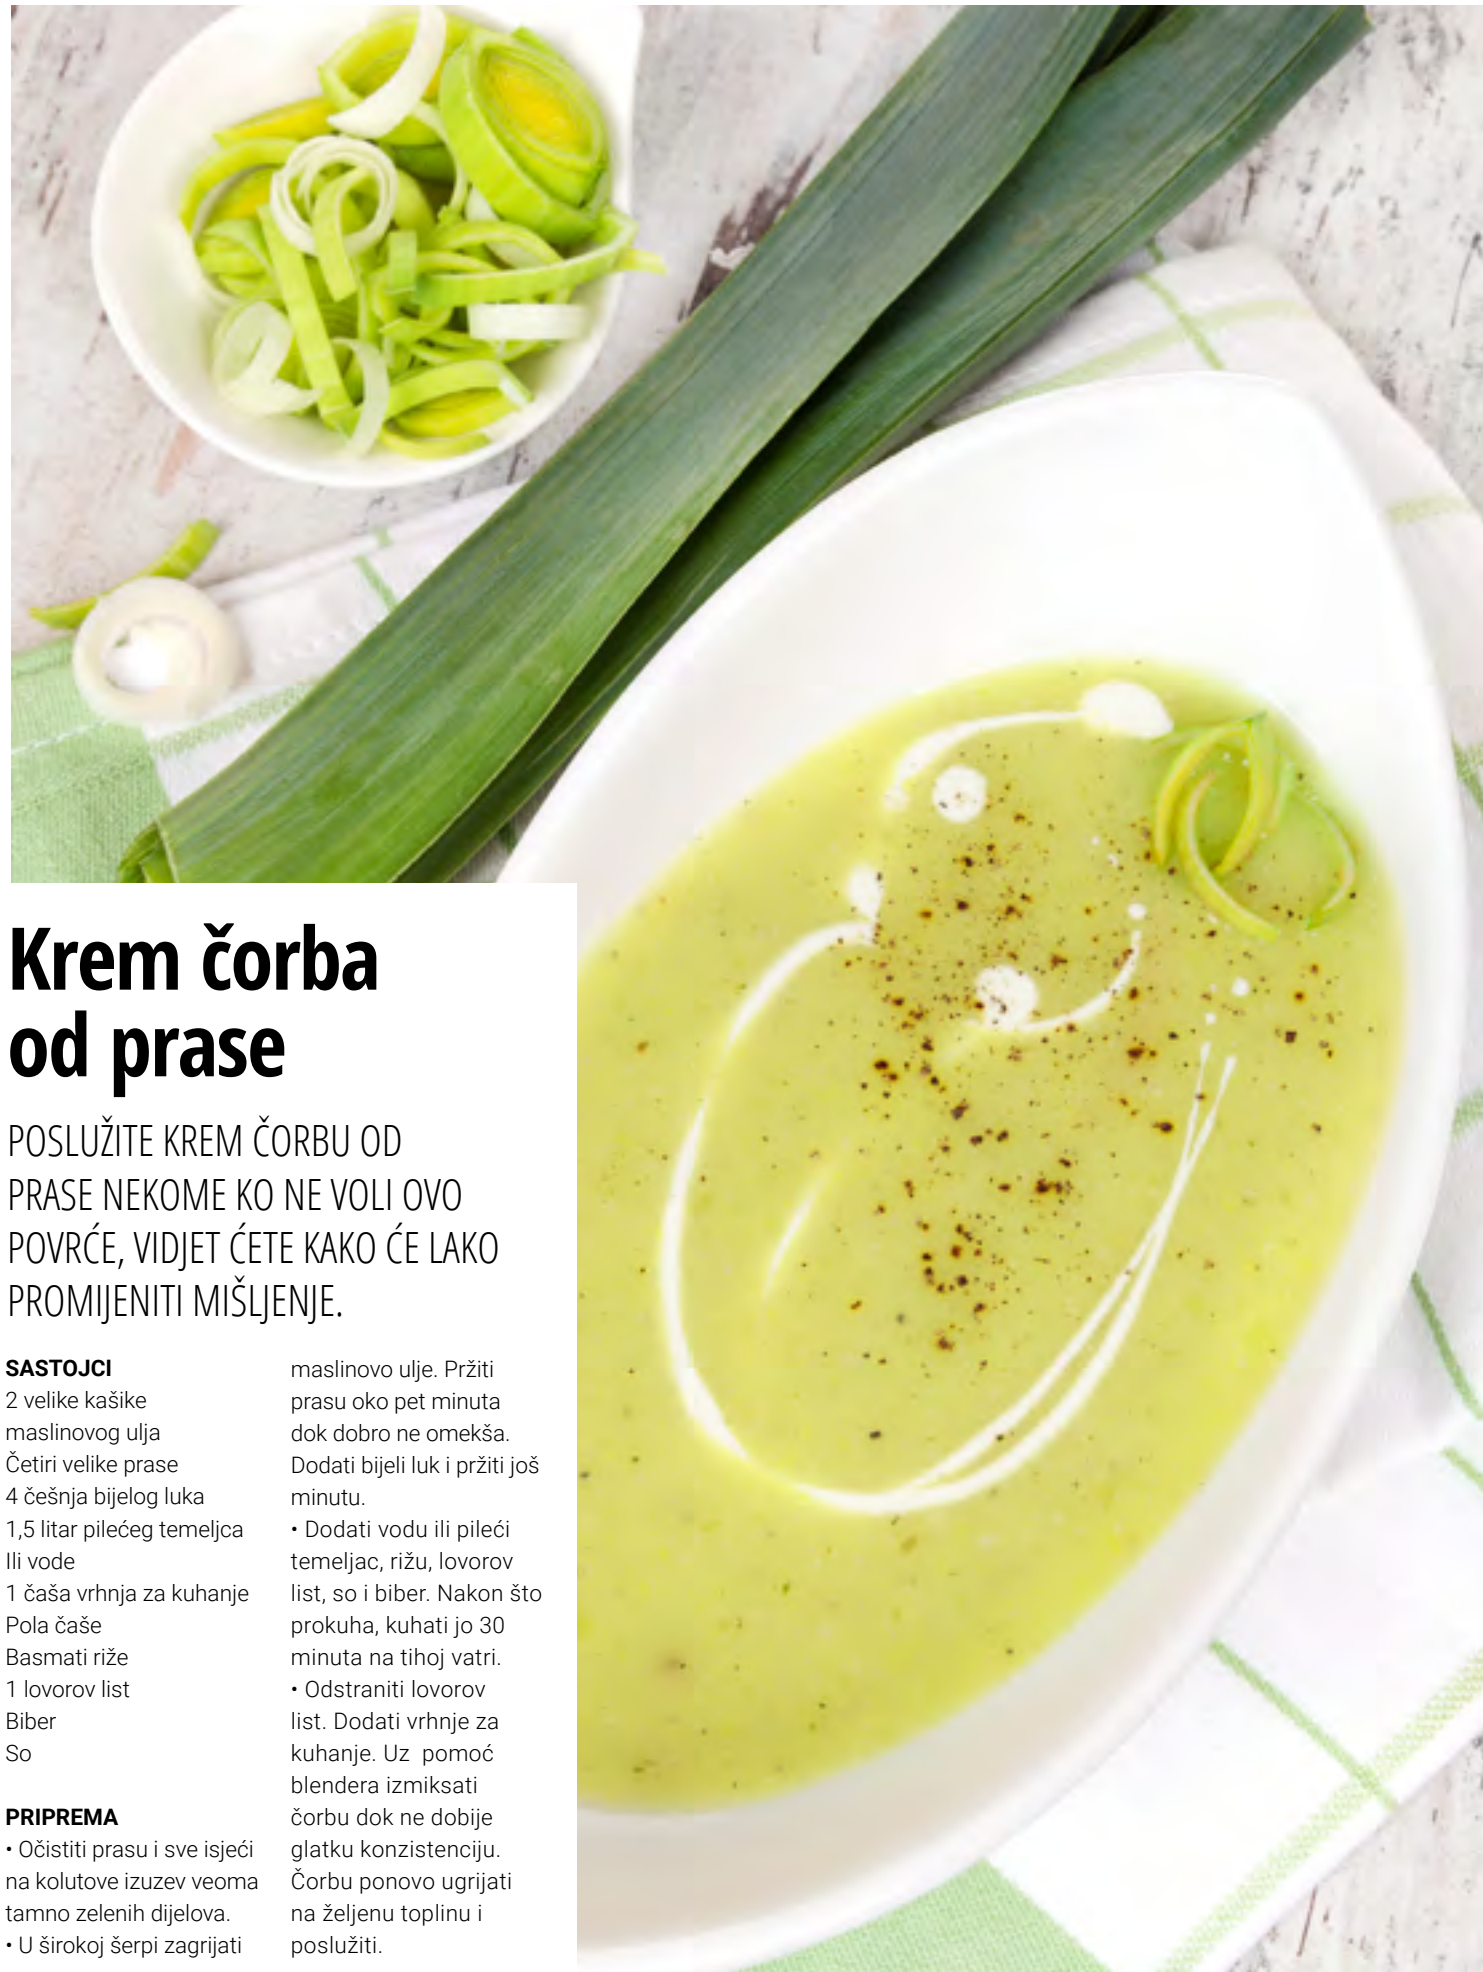 Krem čorba
od prase
POSLUŽITE KREM ČORBU OD
PRASE NEKOME KO NE VOLI OVO
POVRĆE, VIDJET ĆETE KAKO ĆE LAKO
PROMIJENITI MIŠLJENJE.
SASTOJCI
2 velike kašike
maslinovog ulja
Četiri velike prase
4 češnja bijelog luka
1,5 litar pilećeg temeljca
Ili vode
1 čaša vrhnja za kuhanje
Pola čaše
Basmati riže
1 lovorov list
Biber
So
PRIPREMA
• Očistiti prasu i sve isjeći
na kolutove izuzev veoma
tamno zelenih dijelova.
• U širokoj šerpi zagrijati
maslinovo ulje. Pržiti
prasu oko pet minuta
dok dobro ne omekša.
Dodati bijeli luk i pržiti još
minutu.
• Dodati vodu ili pileći
temeljac, rižu, lovorov
list, so i biber. Nakon što
prokuha, kuhati jo 30
minuta na tihoj vatri.
• Odstraniti lovorov
list. Dodati vrhnje za
kuhanje. Uz  pomoć
blendera izmiksati
čorbu dok ne dobije
glatku konzistenciju.
Čorbu ponovo ugrijati
na željenu toplinu i
poslužiti.